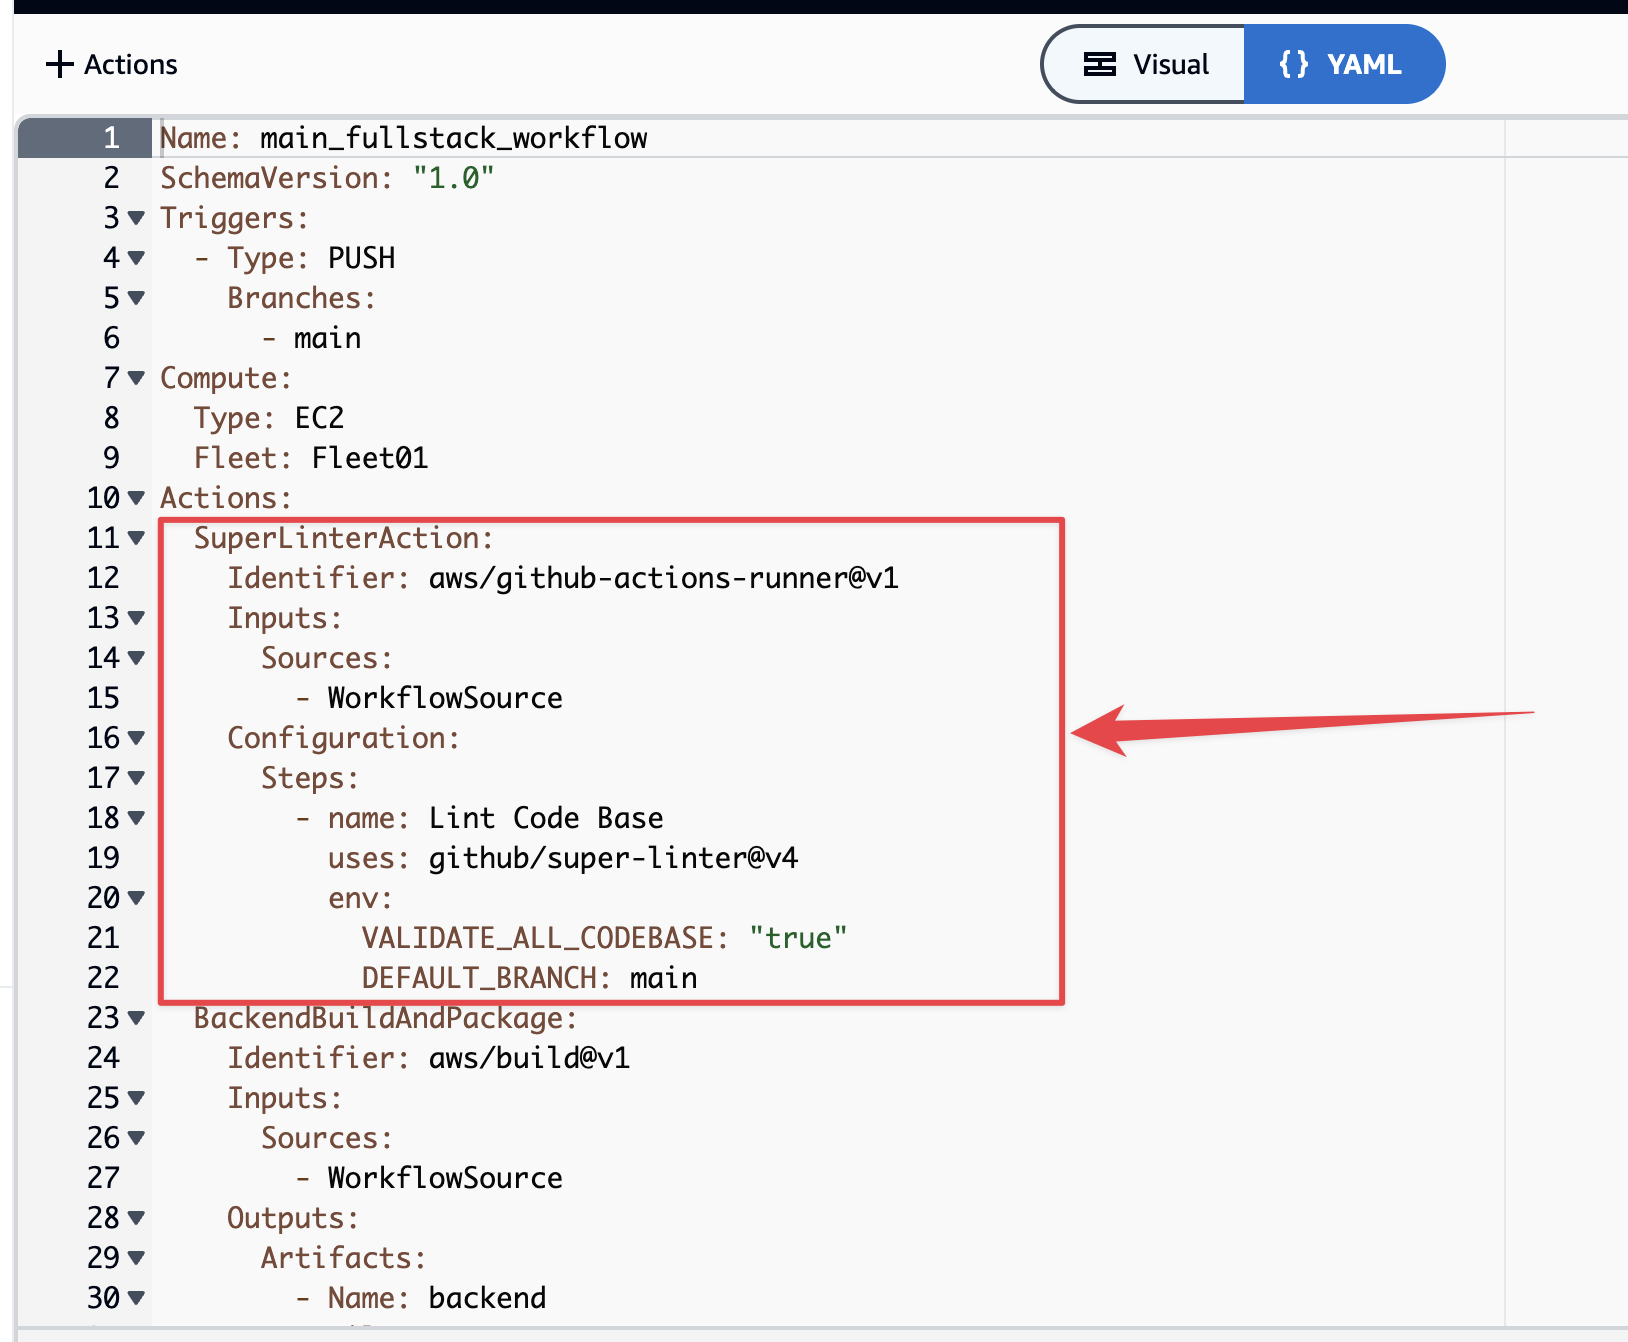 + Actions
Visual
{} YAML
1 Name: main_fullstack_workflow
2 SchemaVersion: "1.0"
3 Triggers:
4   - Type: PUSH
5     Branches:
6       - main
7 Compute:
8   Type: EC2
9   Fleet: Fleet01
10 Actions:
11   SuperLinterAction:
12     Identifier: aws/github-actions-runner@v1
13     Inputs:
14       Sources:
15         - WorkflowSource
16     Configuration:
17       Steps:
18         - name: Lint Code Base
19           uses: github/super-linter@v4
20           env:
21             VALIDATE_ALL_CODEBASE: "true"
22             DEFAULT_BRANCH: main
23   BackendBuildAndPackage:
24     Identifier: aws/build@v1
25     Inputs:
26       Sources:
27         - WorkflowSource
28     Outputs:
29       Artifacts:
30         - Name: backend